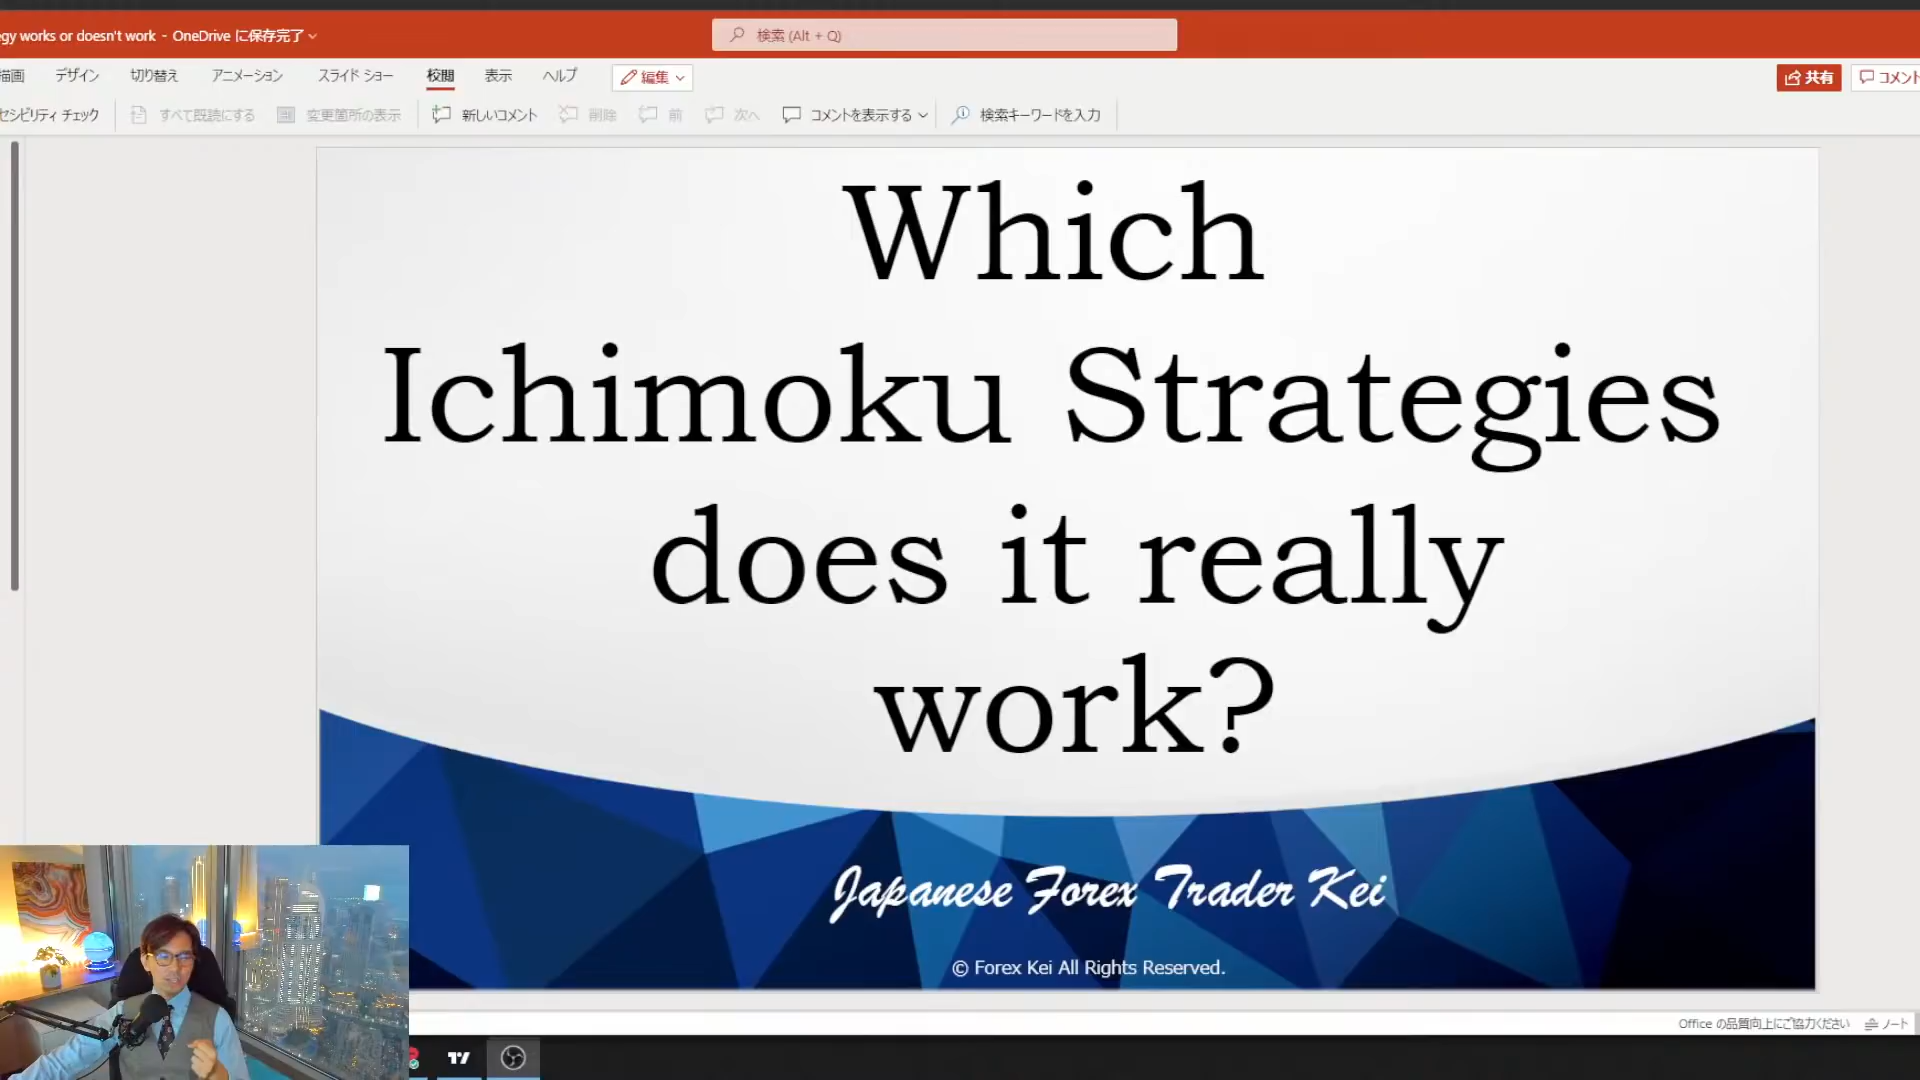 gy works or doesn't work - OneDrive に保存完了
検索 (Alt + Q)
描画 デザイン 切り替え アニメーション スライド ショー 校閲 表示 ヘルプ 編集 共有 コメント
セシビリティ チェック すべて既読にする 変更箇所の表示 新しいコメント 削除 前 次へ コメントを表示する 検索キーワードを入力
Which
Ichimoku Strategies
does it really
work?
Japanese Forex Trader Kei
© Forex Kei All Rights Reserved.
Office の品質向上にご協力ください ノート